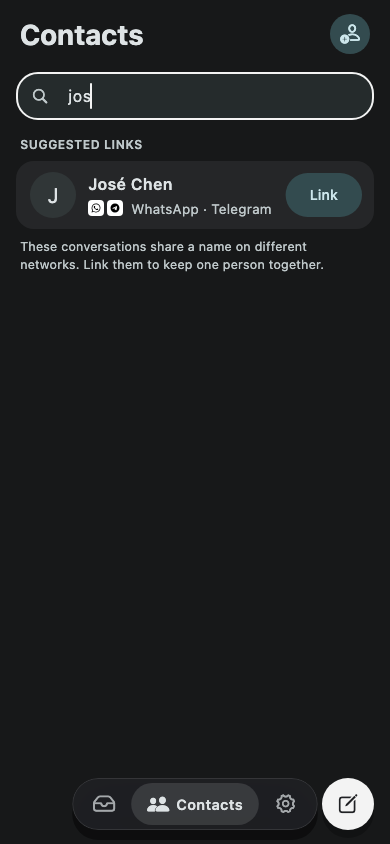 Contacts
jos
SUGGESTED LINKS
J
José Chen
WhatsApp · Telegram
Link
These conversations share a name on different
networks. Link them to keep one person together.
Contacts